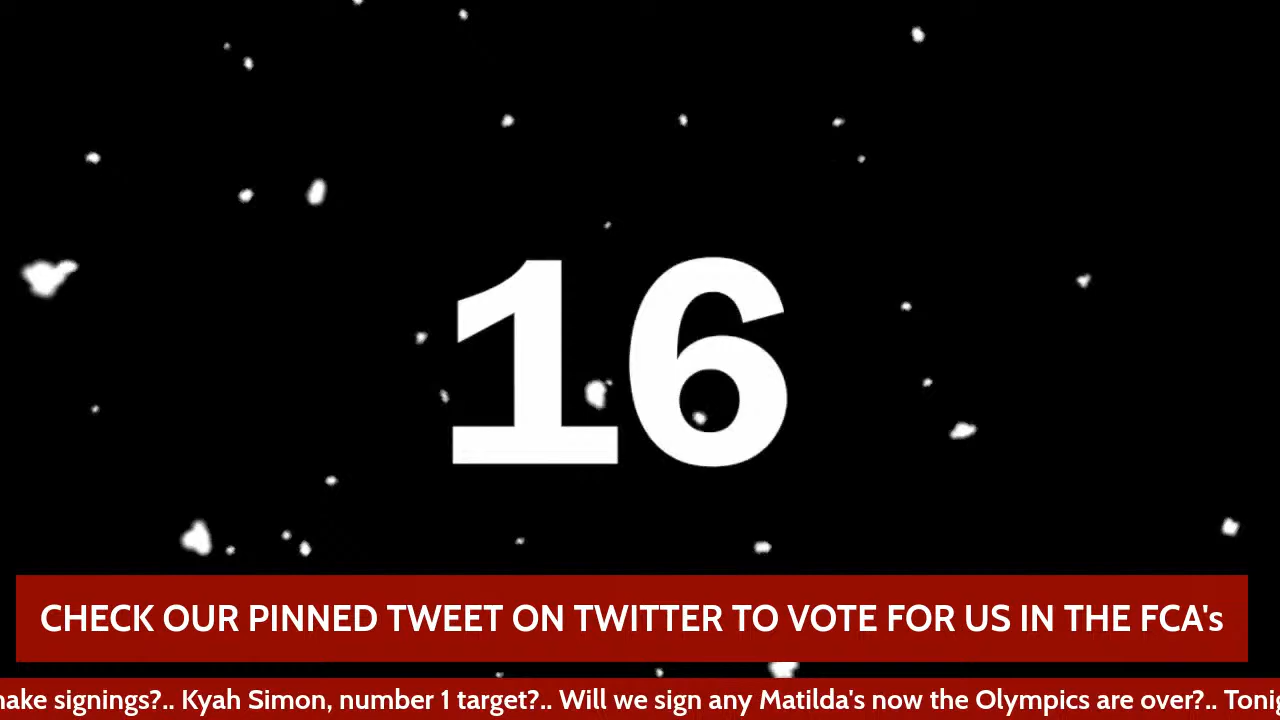 16
CHECK OUR PINNED TWEET ON TWITTER TO VOTE FOR US IN THE FCA's
signings?.. Kyah Simon, number 1 target?.. Will we sign any Matilda's now the Olympics are over?..